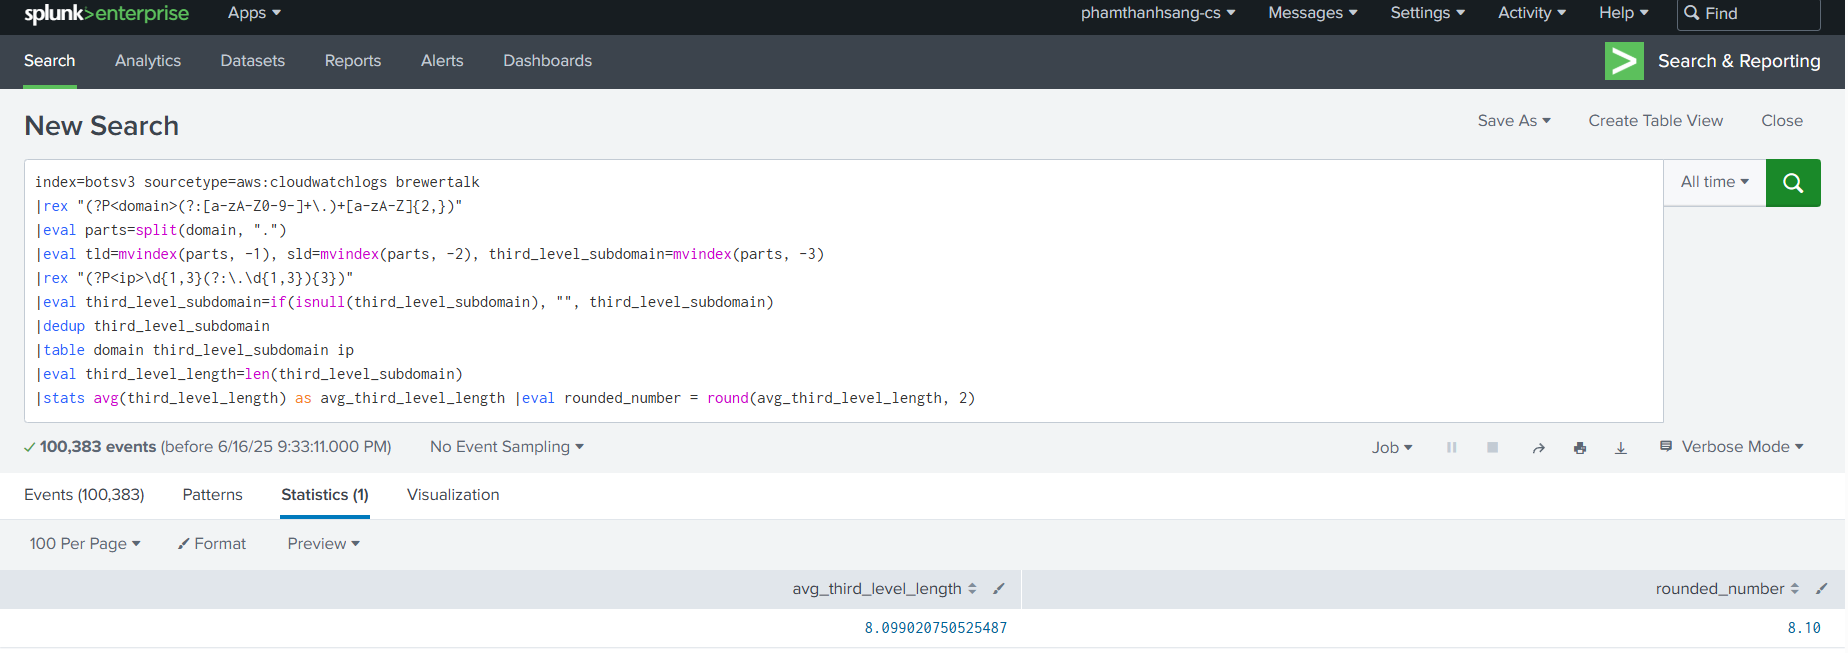 splunk>enterprise Apps phamthanhsang-cs Messages Settings Activity Help Find
Search Analytics Datasets Reports Alerts Dashboards Search & Reporting
New Search Save As Create Table View Close
index=botsv3 sourcetype=aws:cloudwatchlogs brewertalk
|rex "(?P<domain>(?:[a-zA-Z0-9-]+\.)+[a-zA-Z]{2,})"
|eval parts=split(domain, ".")
|eval tld=mvindex(parts, -1), sld=mvindex(parts, -2), third_level_subdomain=mvindex(parts, -3)
|rex "(?P<ip>\d{1,3}(?:\.\d{1,3}){3})"
|eval third_level_subdomain=if(isnull(third_level_subdomain), "", third_level_subdomain)
|dedup third_level_subdomain
|table domain third_level_subdomain ip
|eval third_level_length=len(third_level_subdomain)
|stats avg(third_level_length) as avg_third_level_length |eval rounded_number = round(avg_third_level_length, 2)
All time
100,383 events (before 6/16/25 9:33:11.000 PM) No Event Sampling Job Verbose Mode
Events (100,383) Patterns Statistics (1) Visualization
100 Per Page Format Preview
avg_third_level_length rounded_number
8.099020750525487 8.10